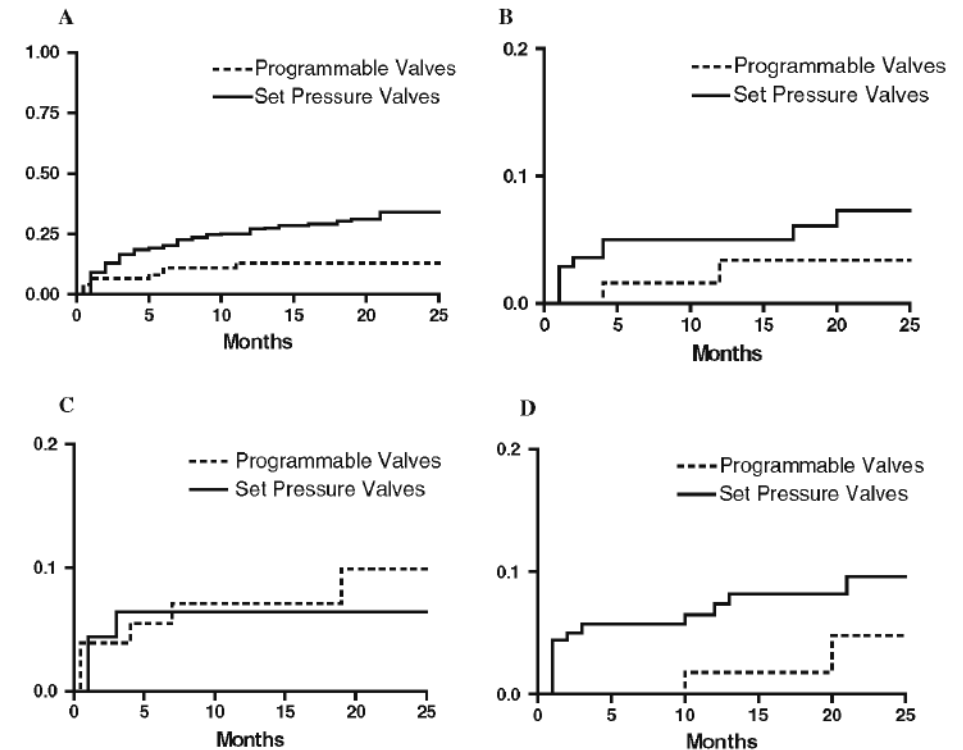 A
1.00
0.75
0.50
0.25
0.00
Programmable Valves
Set Pressure Valves
0 5 10 15 20 25
Months
B
0.2
0.1
0.0
Programmable Valves
Set Pressure Valves
0 5 10 15 20 25
Months
C
0.2
0.1
0.0
Programmable Valves
Set Pressure Valves
0 5 10 15 20 25
Months
D
0.2
0.1
0.0
Programmable Valves
Set Pressure Valves
0 5 10 15 20 25
Months